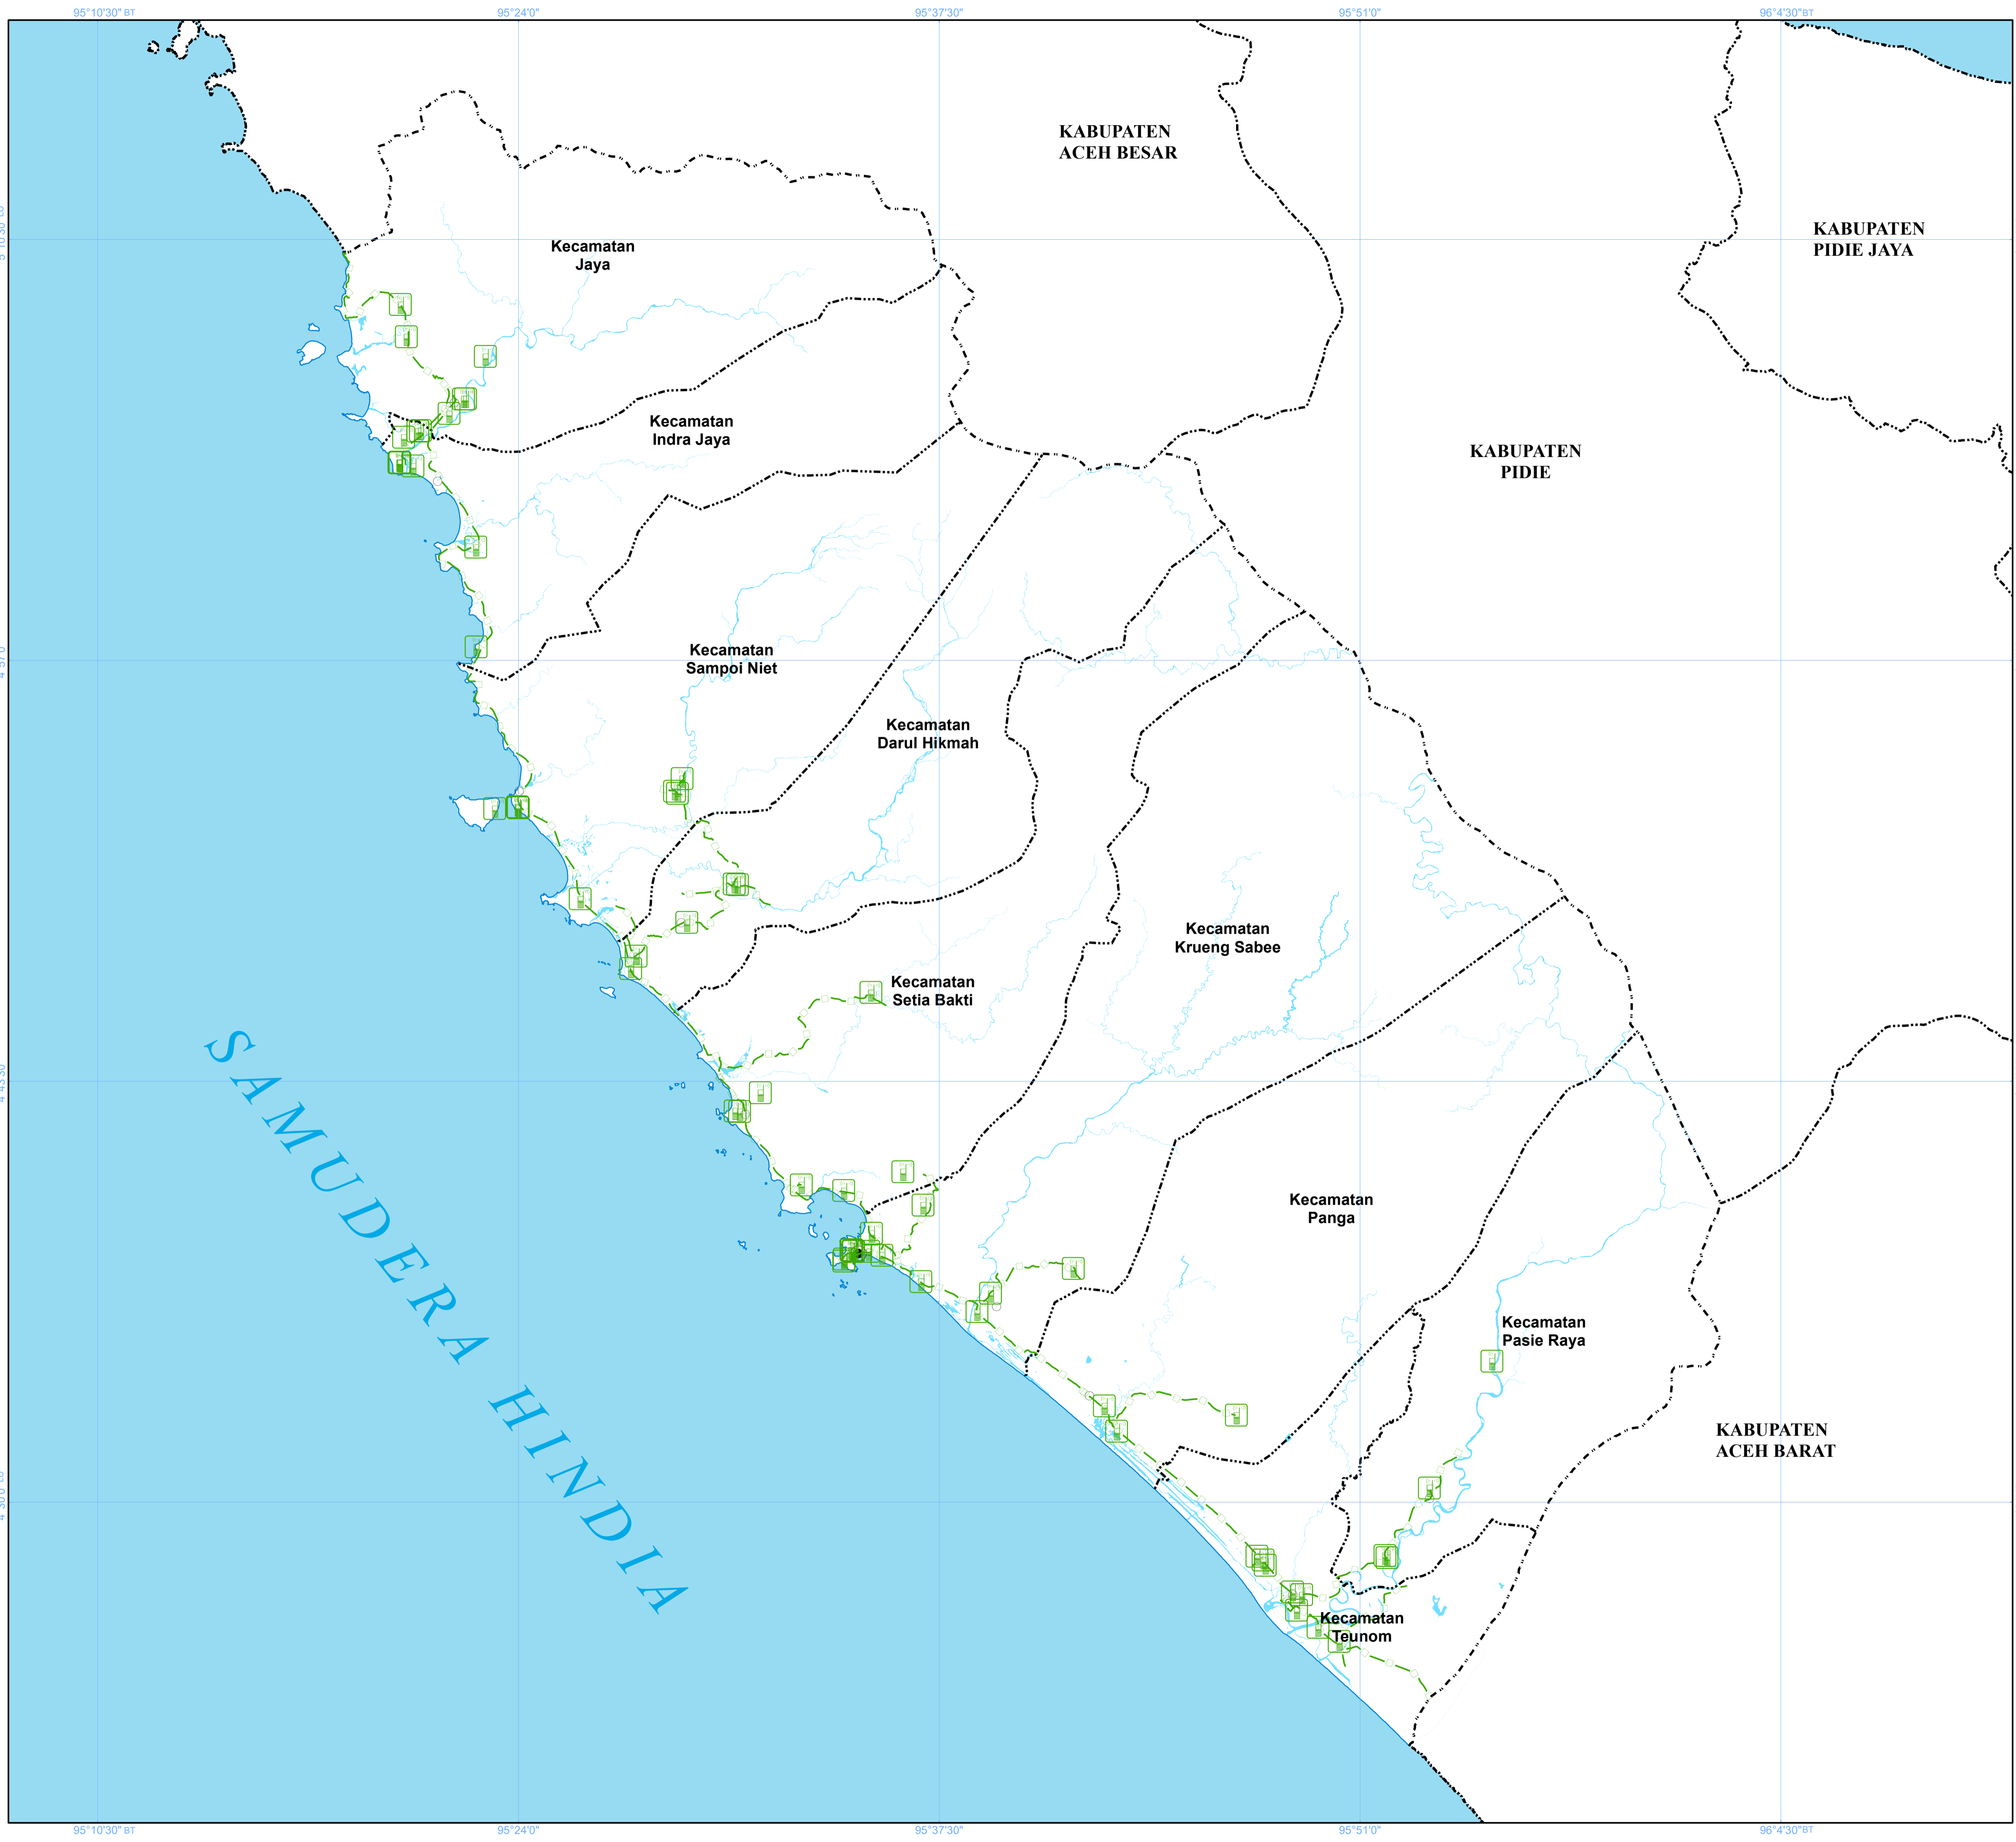 95°10'30" BT
95°24'0"
95°37'30"
95°51'0"
96°4'30" BT
KABUPATEN
ACEH BESAR
KABUPATEN
PIDIE JAYA
Kecamatan
Jaya
Kecamatan
Indra Jaya
KABUPATEN
PIDIE
Kecamatan
Sampoi Niet
Kecamatan
Darul Hikmah
Kecamatan
Krueng Sabee
Kecamatan
Setia Bakti
SAMUDERA HINDIA
Kecamatan
Panga
Kecamatan
Pasie Raya
KABUPATEN
ACEH BARAT
Kecamatan
Teunom
95°10'30" BT
95°24'0"
95°37'30"
95°51'0"
96°4'30" BT